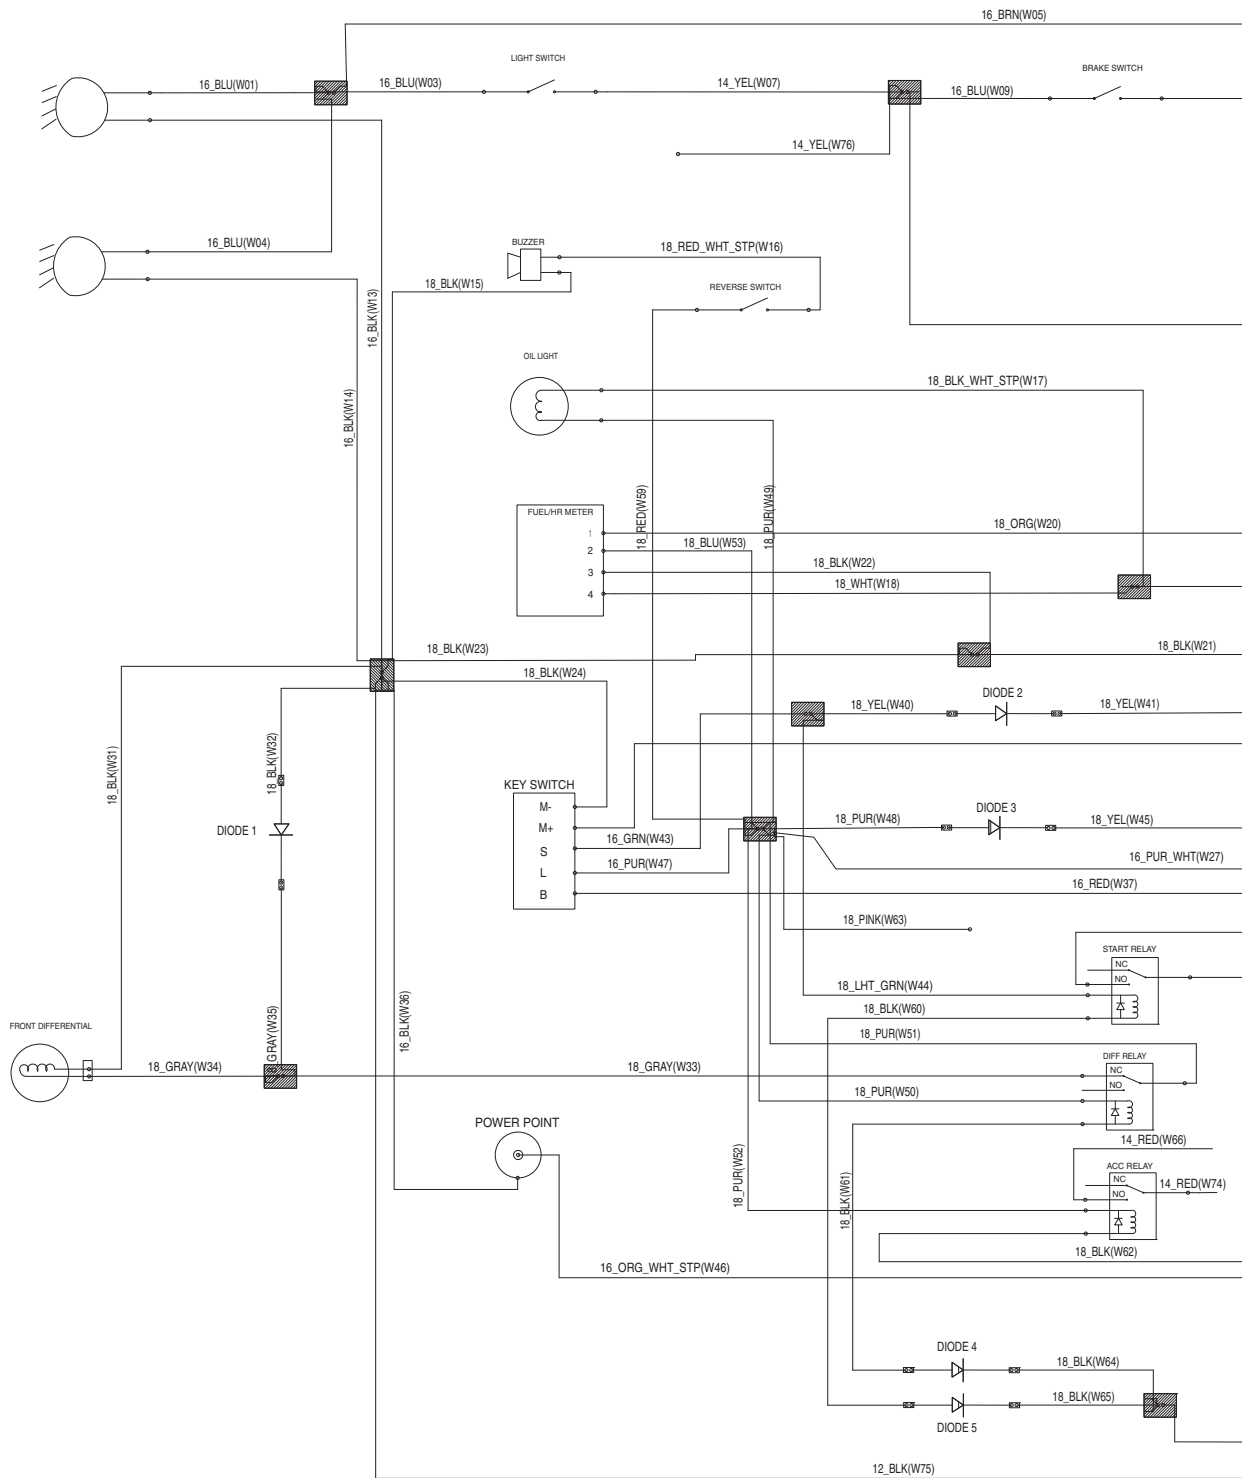 16_BRN(W05)
LIGHT SWITCH
BRAKE SWITCH
16_BLU(W01)
16_BLU(W03)
14_YEL(W07)
16_BLU(W09)
14_YEL(W76)
16_BLU(W04)
BUZZER
18_RED_WHT_STP(W16)
18_BLK(W15)
REVERSE SWITCH
16_BLK(W13)
OIL LIGHT
18_BLK_WHT_STP(W17)
16_BLK(W14)
18_RED(W59)
18_PUR(W49)
FUEL/HR METER
1
18_ORG(W20)
2
18_BLU(W53)
3
18_BLK(W22)
4
18_WHT(W18)
18_BLK(W23)
18_BLK(W21)
18_BLK(W24)
DIODE 2
18_YEL(W40)
18_YEL(W41)
18_BLK(W31)
18_BLK(W32)
KEY SWITCH
M-
M+
S
L
B
DIODE 1
16_GRN(W43)
16_PUR(W47)
DIODE 3
18_PUR(W48)
18_YEL(W45)
16_PUR_WHT(W27)
16_RED(W37)
18_PINK(W63)
START RELAY
NC
NO
18_LHT_GRN(W44)
18_BLK(W60)
18_PUR(W51)
16_BLK(W36)
18_GRAY(W35)
FRONT DIFFERENTIAL
18_GRAY(W34)
18_GRAY(W33)
DIFF RELAY
NC
NO
18_PUR(W50)
POWER POINT
14_RED(W66)
18_PUR(W52)
18_BLK(W61)
ACC RELAY
NC
NO
14_RED(W74)
18_BLK(W62)
16_ORG_WHT_STP(W46)
DIODE 4
18_BLK(W64)
18_BLK(W65)
DIODE 5
12_BLK(W75)